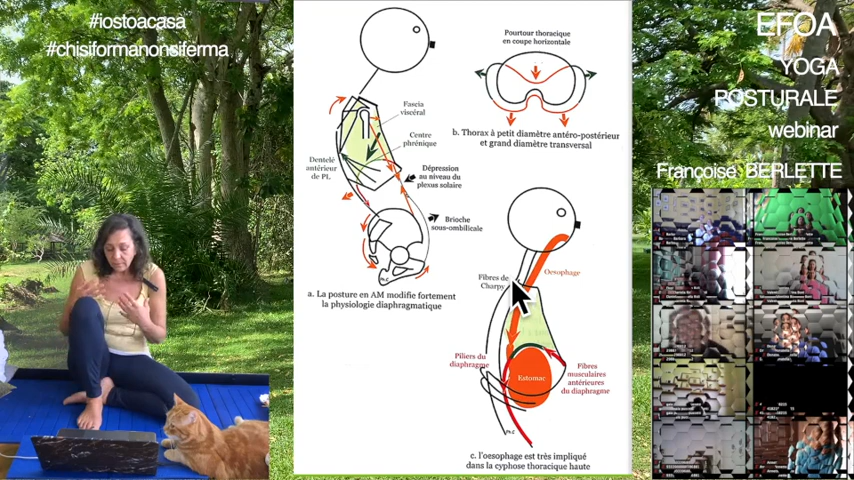 #iostoacasa
#chisiformanonsiferma
Fascia
viscéral
Centre
phrénique
Dentelé
antérieur
de PL
Dépression
au niveau du
plexus solaire
Brioche
sous-ombilicale
a. La posture en AM modifie fortement
la physiologie diaphragmatique
Pourtour thoracique
en coupe horizontale
b. Thorax à petit diamètre antéro-postérieur
et grand diamètre transversal
Oesophage
Fibres de
Charpy
Piliers du
diaphragme
Estomac
Fibres
musculaires
antérieures
du diaphragme
c. l'oesophage est très impliqué
dans la cyphose thoracique haute
EFOA
YOGA
POSTURALE
webinar
Françoise BERLETTE